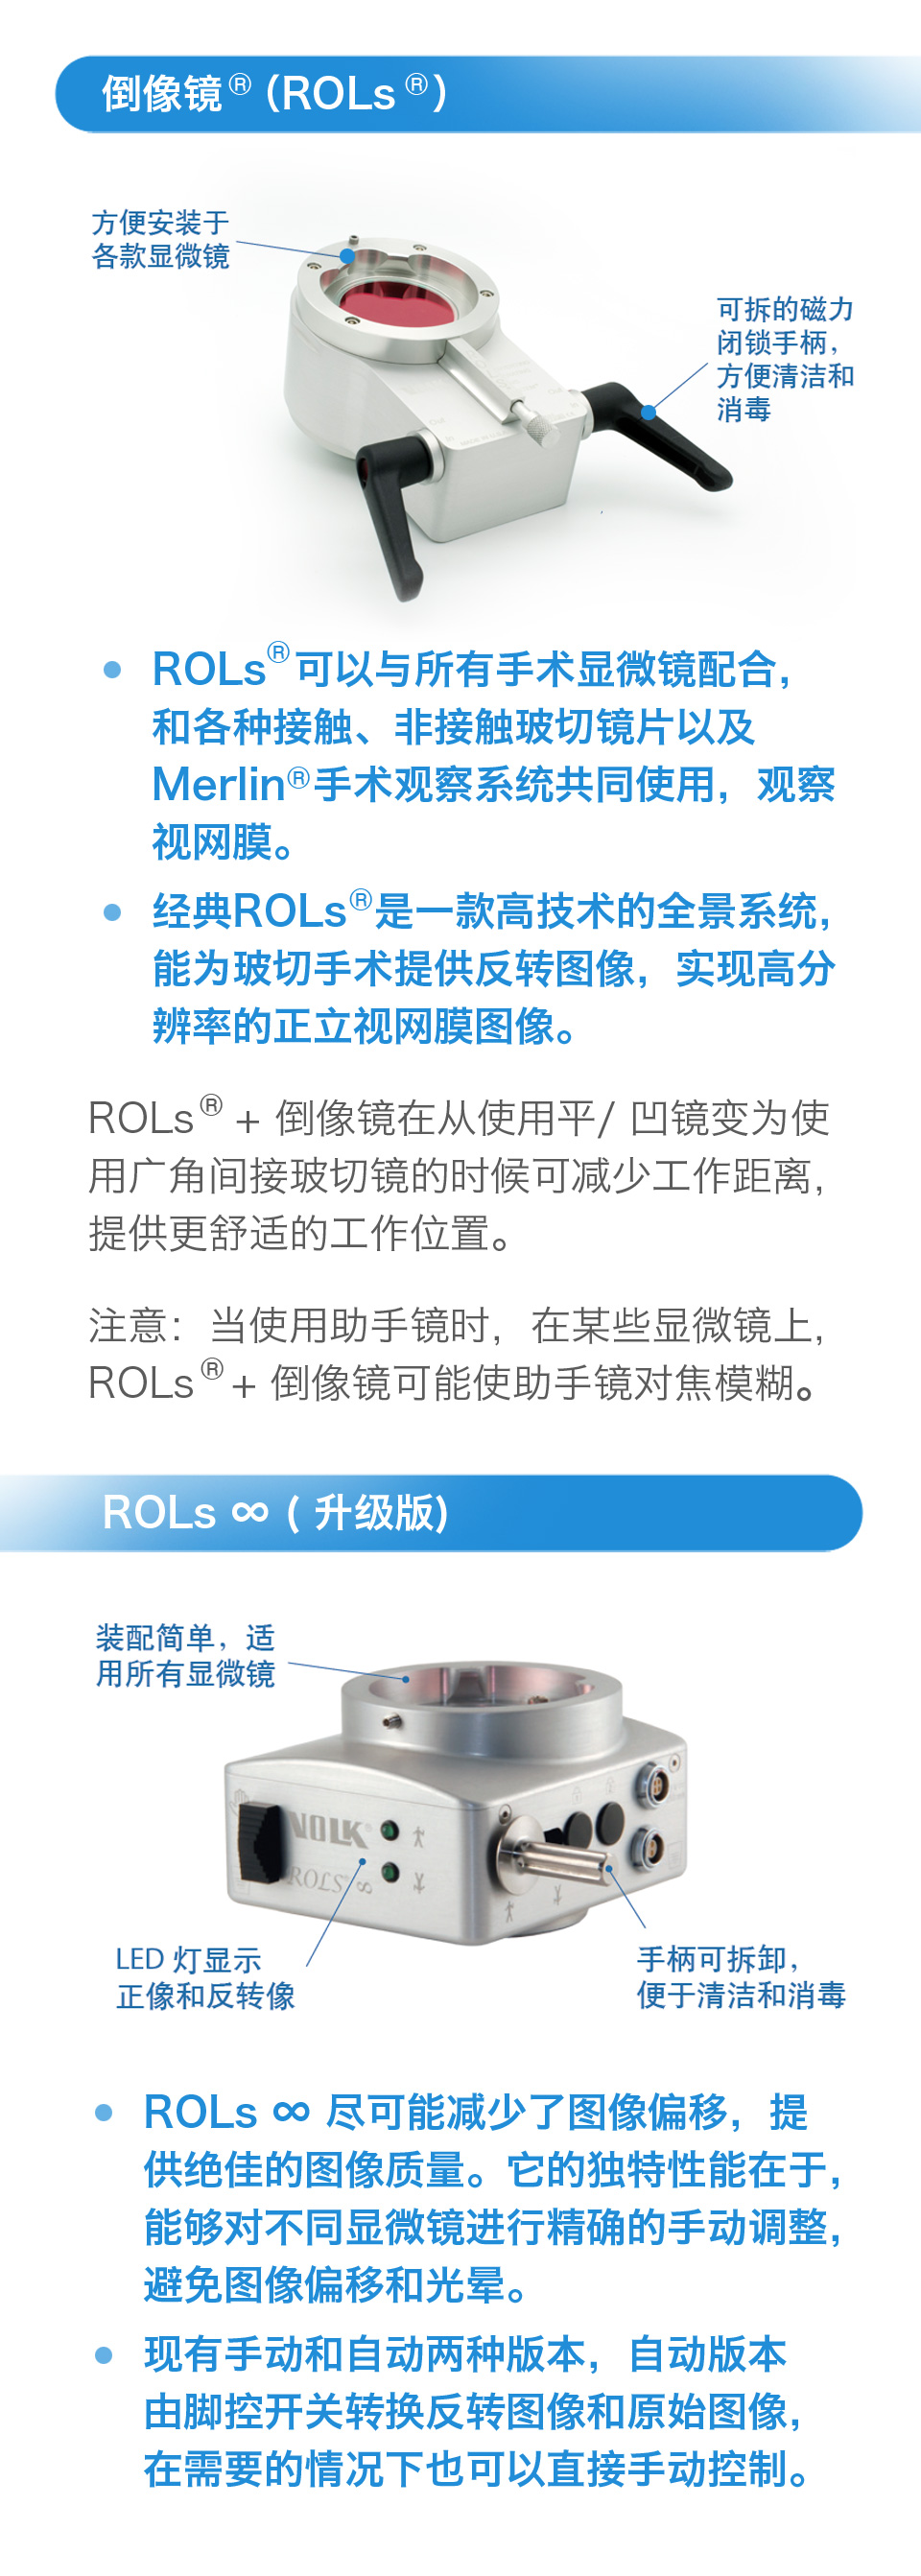 倒像镜® (ROLs ®)
方便安装于
各款显微镜
可拆的磁力
闭锁手柄，
方便清洁和
消毒
ROLs®可以与所有手术显微镜配合，
和各种接触、非接触玻切镜片以及
Merlin®手术观察系统共同使用，观察
视网膜。
经典ROLs®是一款高技术的全景系统，
能为玻切手术提供反转图像，实现高分
辨率的正立视网膜图像。
ROLs® + 倒像镜在从使用平/ 凹镜变为使
用广角间接玻切镜的时候可减少工作距离，
提供更舒适的工作位置。
注意：当使用助手镜时，在某些显微镜上，
ROLs®+ 倒像镜可能使助手镜对焦模糊。
ROLs ∞ ( 升级版)
装配简单，适
用所有显微镜
VOLK
ROLS ∞
LED 灯显示
正像和反转像
手柄可拆卸，
便于清洁和消毒
ROLs ∞ 尽可能减少了图像偏移，提
供绝佳的图像质量。它的独特性能在于，
能够对不同显微镜进行精确的手动调整，
避免图像偏移和光晕。
现有手动和自动两种版本，自动版本
由脚控开关转换反转图像和原始图像，
在需要的情况下也可以直接手动控制。